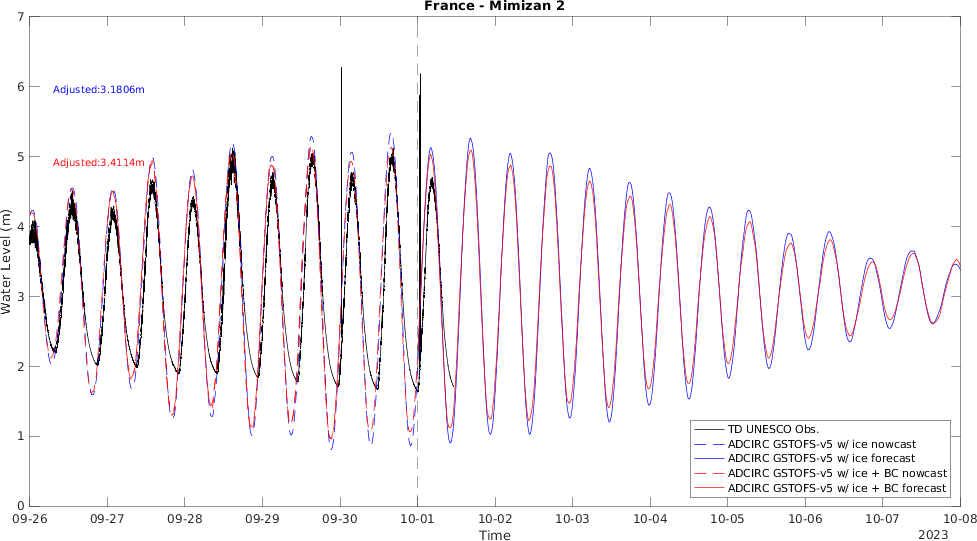 France - Mimizan 2
7
6
5
4
3
2
1
0
Water Level (m)
Adjusted:3.1806m
Adjusted:3.4114m
TD UNESCO Obs.
ADCIRC GSTOFS-v5 w/ ice nowcast
ADCIRC GSTOFS-v5 w/ ice forecast
ADCIRC GSTOFS-v5 w/ ice + BC nowcast
ADCIRC GSTOFS-v5 w/ ice + BC forecast
09-26 09-27 09-28 09-29 09-30 10-01 10-02 10-03 10-04 10-05 10-06 10-07 10-08
Time
2023